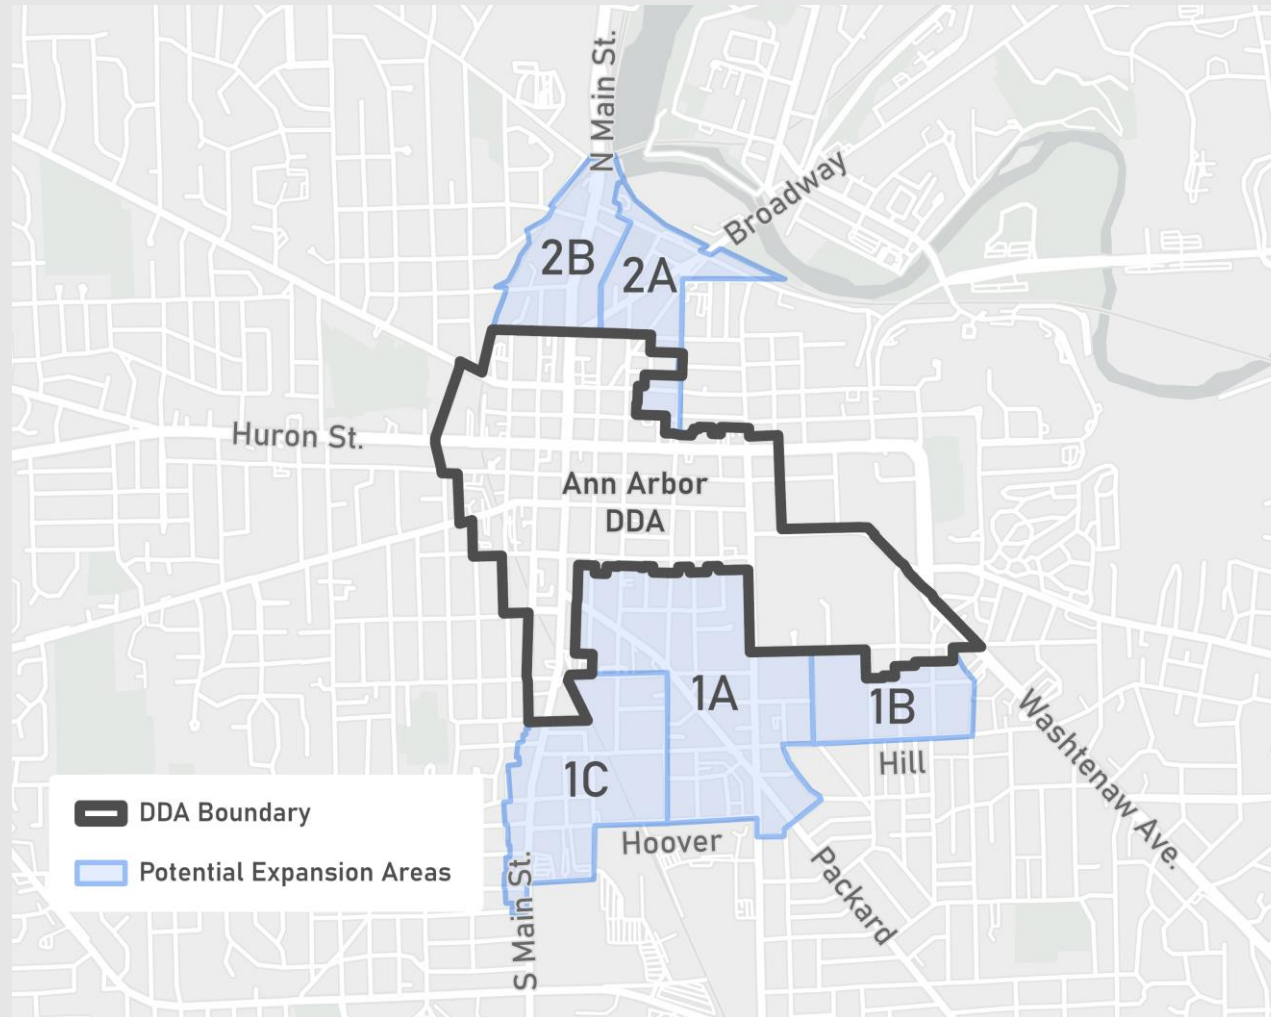 N Main St.
Broadway
2B
2A
Huron St.
Ann Arbor
DDA
1A
1B
Washtenaw Ave.
Hill
1C
DDA Boundary
Hoover
Potential Expansion Areas
Packard
S Main St.